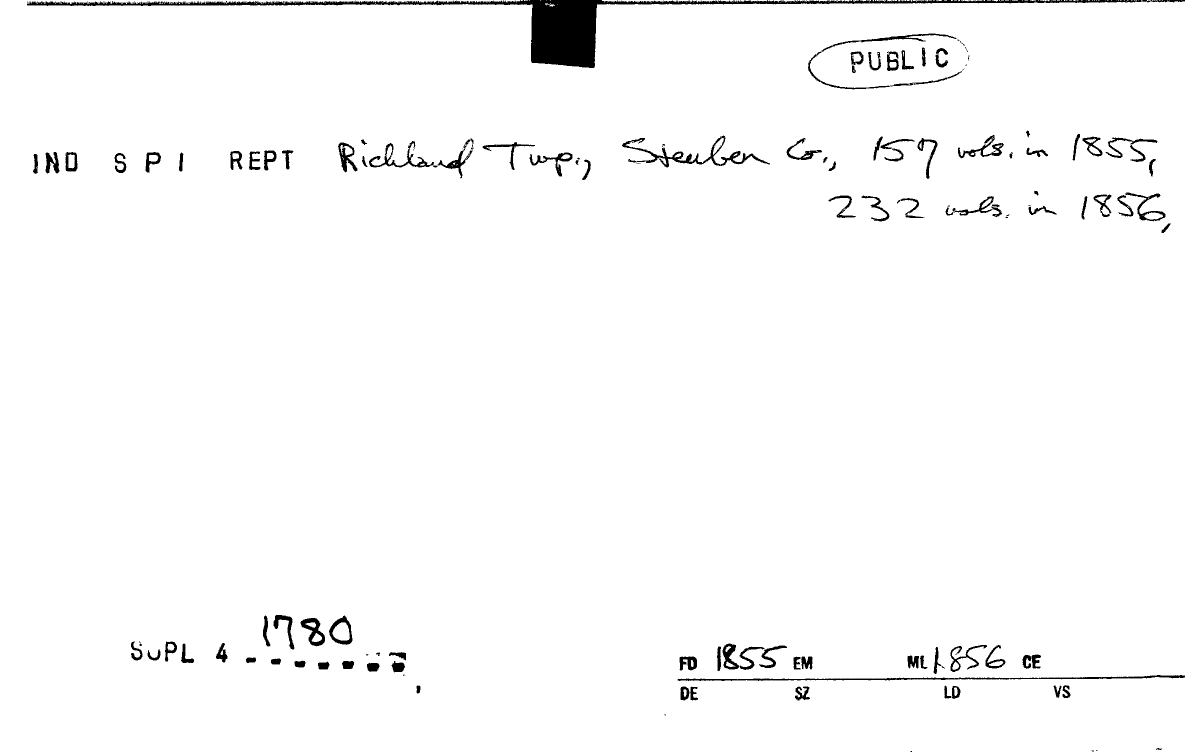 PUBLIC
IND S P I REPT Richland Twp., Steuben Co., 157 vols. in 1855,
232 vols. in 1856,
SUPL 4 1780
FD 1855 EM ML 1856 CE
DE SZ LD VS